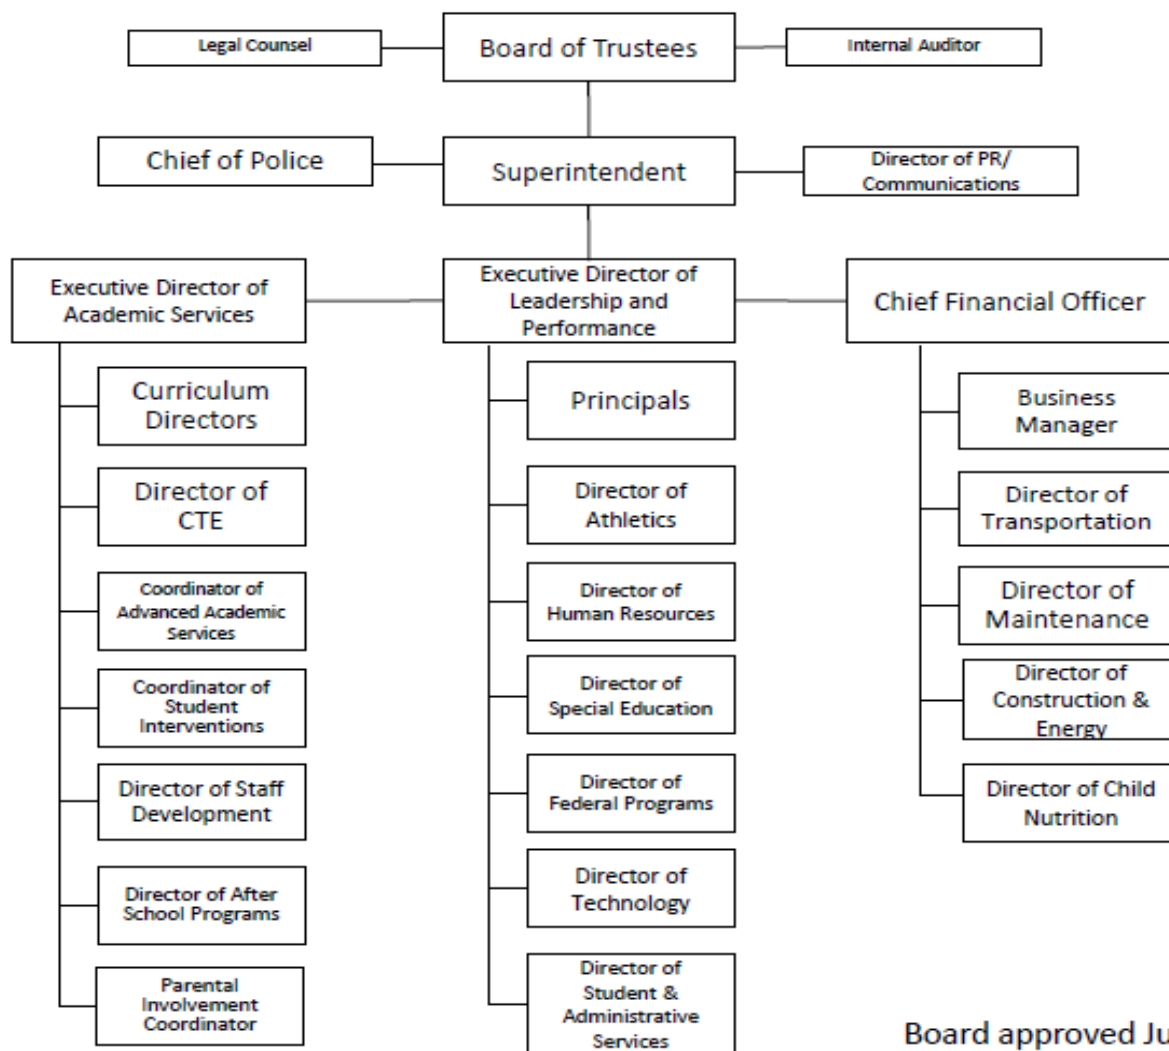 Legal Counsel
Board of Trustees
Internal Auditor
Chief of Police
Superintendent
Director of PR/
Communications
Executive Director of
Academic Services
Executive Director of
Leadership and
Performance
Chief Financial Officer
Curriculum
Directors
Director of
CTE
Coordinator of
Advanced Academic
Services
Coordinator of
Student
Interventions
Director of Staff
Development
Director of After
School Programs
Parental
Involvement
Coordinator
Principals
Director of
Athletics
Director of
Human Resources
Director of
Special Education
Director of
Federal Programs
Director of
Technology
Director of
Student &
Administrative
Services
Business
Manager
Director of
Transportation
Director of
Maintenance
Director of
Construction &
Energy
Director of Child
Nutrition
Board approved